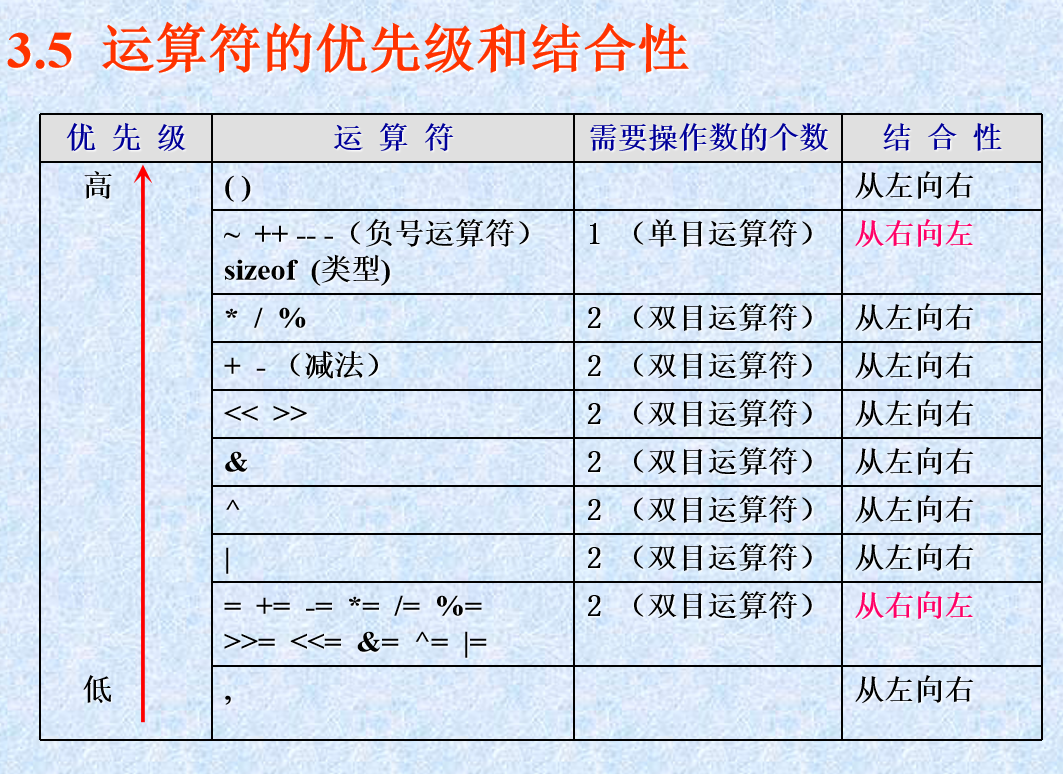 3.5 运算符的优先级和结合性
优 先 级 运 算 符 需要操作数的个数 结 合 性
高 ( ) 从左向右
~ ++ -- -（负号运算符） 1 （单目运算符） 从右向左
sizeof (类型)
* / % 2 （双目运算符） 从左向右
+ - （减法） 2 （双目运算符） 从左向右
<< >> 2 （双目运算符） 从左向右
& 2 （双目运算符） 从左向右
^ 2 （双目运算符） 从左向右
| 2 （双目运算符） 从左向右
= += -= *= /= %= 2 （双目运算符） 从右向左
>>= <<= &= ^= |=
低 , 从左向右